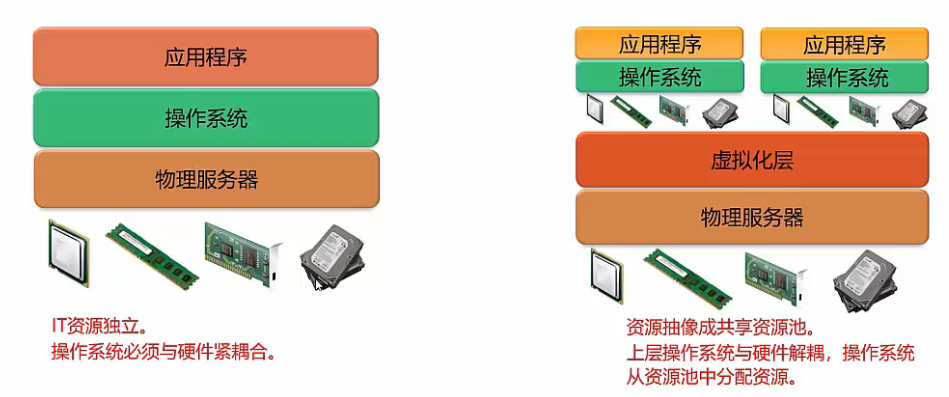 应用程序
操作系统
物理服务器
IT资源独立。
操作系统必须与硬件紧耦合。
应用程序
操作系统
应用程序
操作系统
虚拟化层
物理服务器
资源抽像成共享资源池。
上层操作系统与硬件解耦，操作系统
从资源池中分配资源。